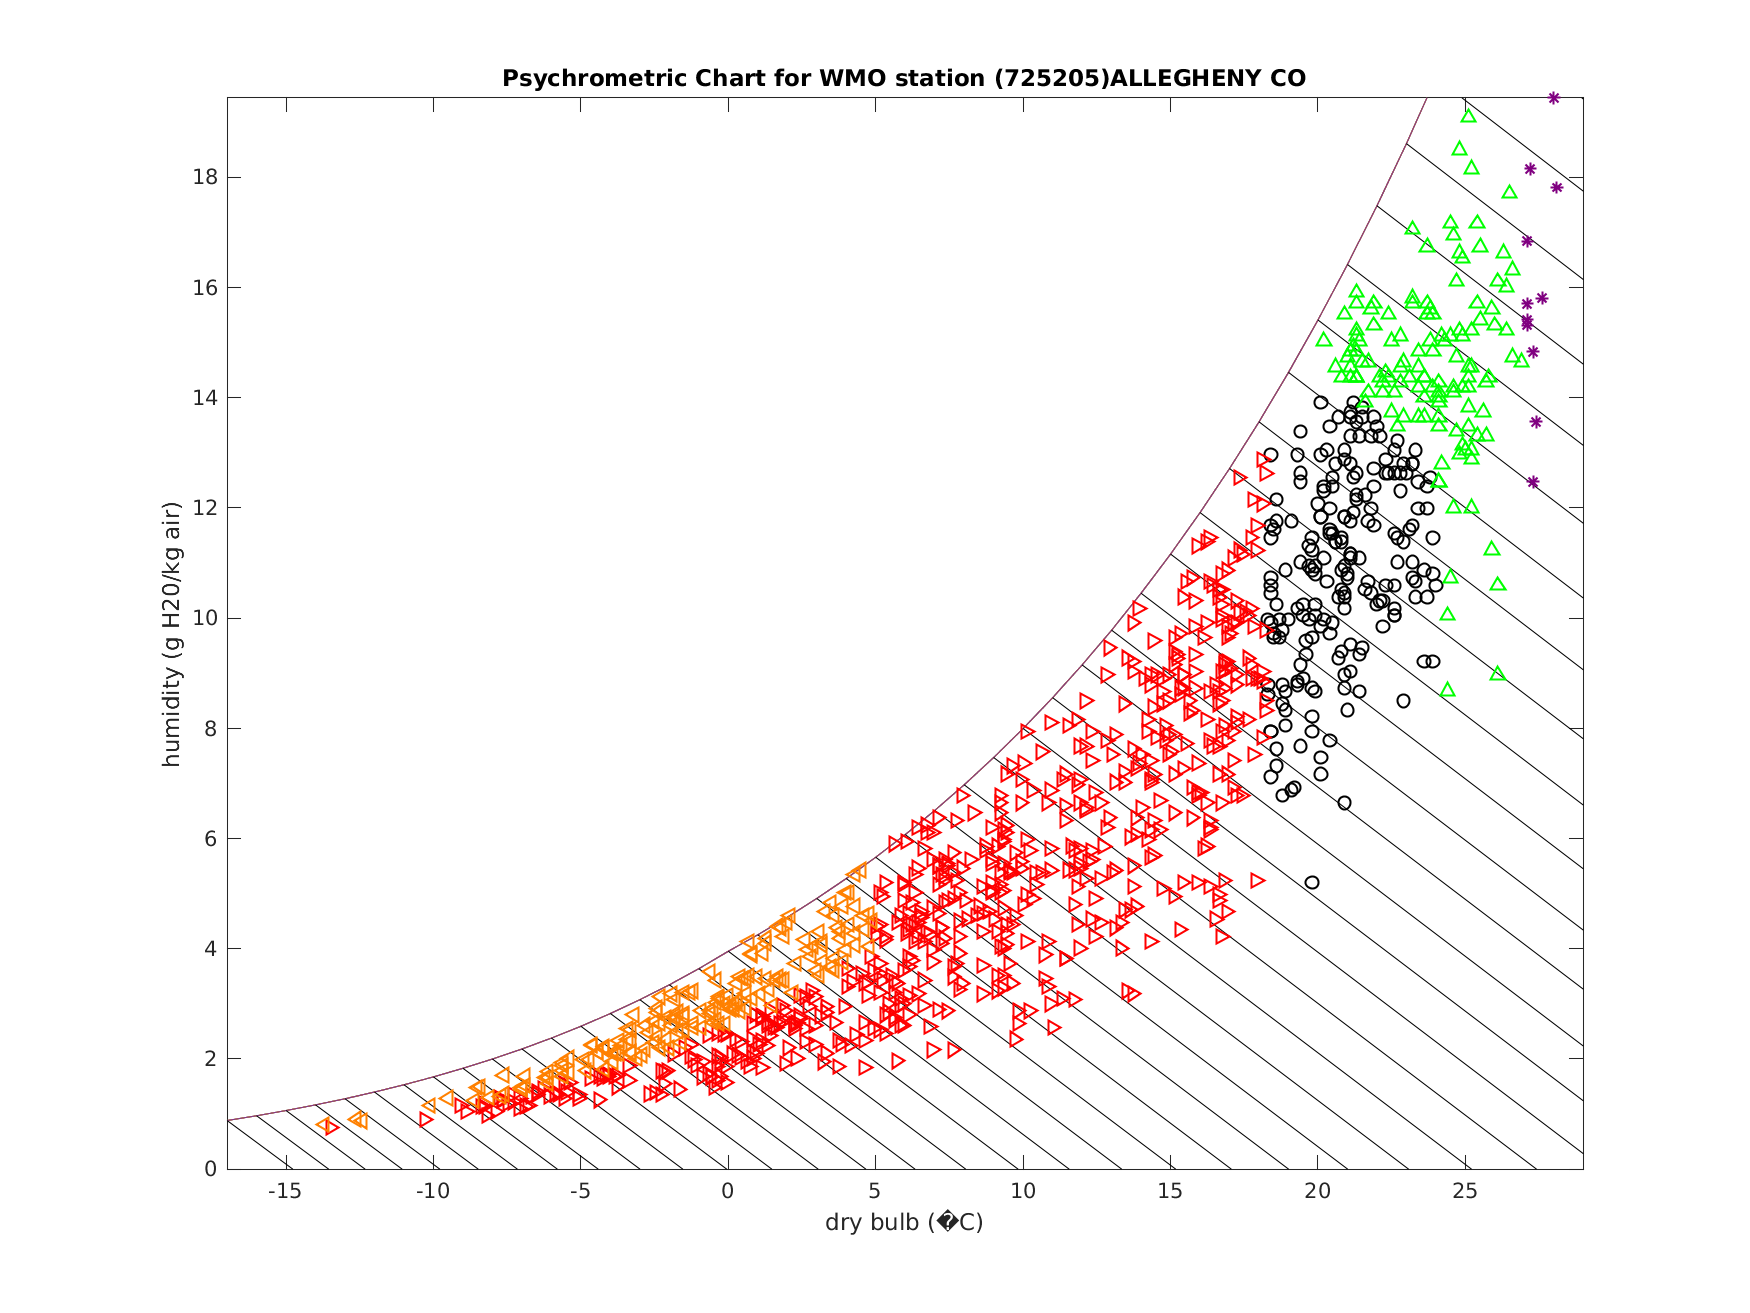 Psychrometric Chart for WMO station (725205)ALLEGHENY CO
humidity (g H20/kg air)
18
16
14
12
10
8
6
4
2
0
-15 -10 -5 0 5 10 15 20 25
dry bulb (�C)